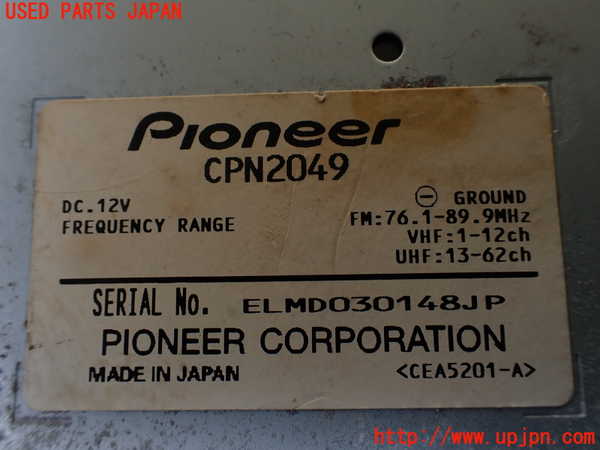 USED PARTS JAPAN
Pioneer
CPN2049
DC.12V
⊖ GROUND
FREQUENCY RANGE
FM:76.1-89.9MHz
VHF:1-12ch
UHF:13-62ch
SERIAL No. ELMD030148JP
PIONEER CORPORATION
MADE IN JAPAN <CEA5201-A>
http://www.upjpn.com/